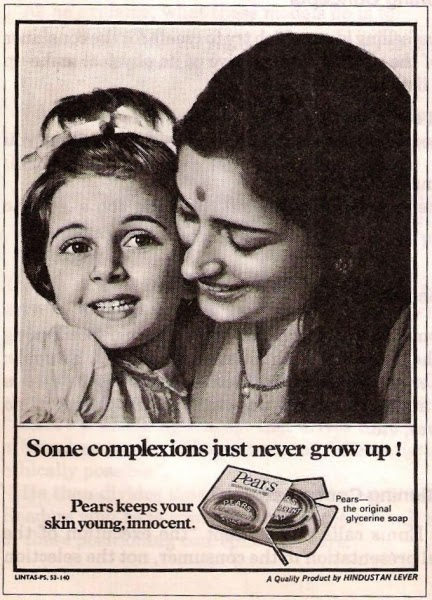 Some complexions just never grow up !
Pears keeps your
skin young, innocent.
Pears
PEARS
Pears—
the original
glycerine soap
LINTAS-PS. 53-140
A Quality Product by HINDUSTAN LEVER